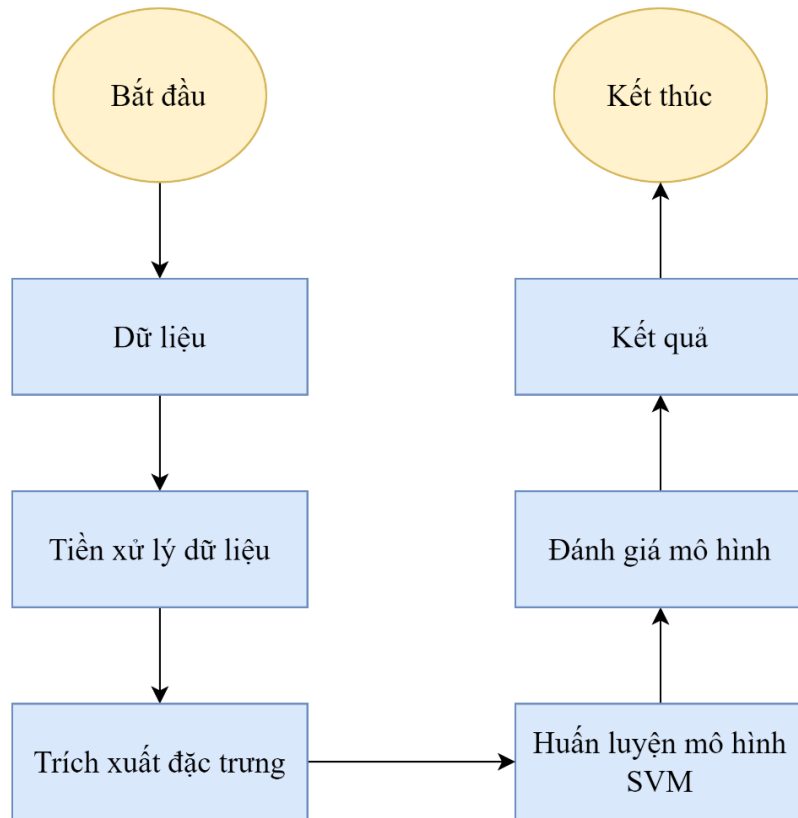 Bắt đầu
Kết thúc
Dữ liệu
Kết quả
Tiền xử lý dữ liệu
Đánh giá mô hình
Trích xuất đặc trưng
Huấn luyện mô hình
SVM